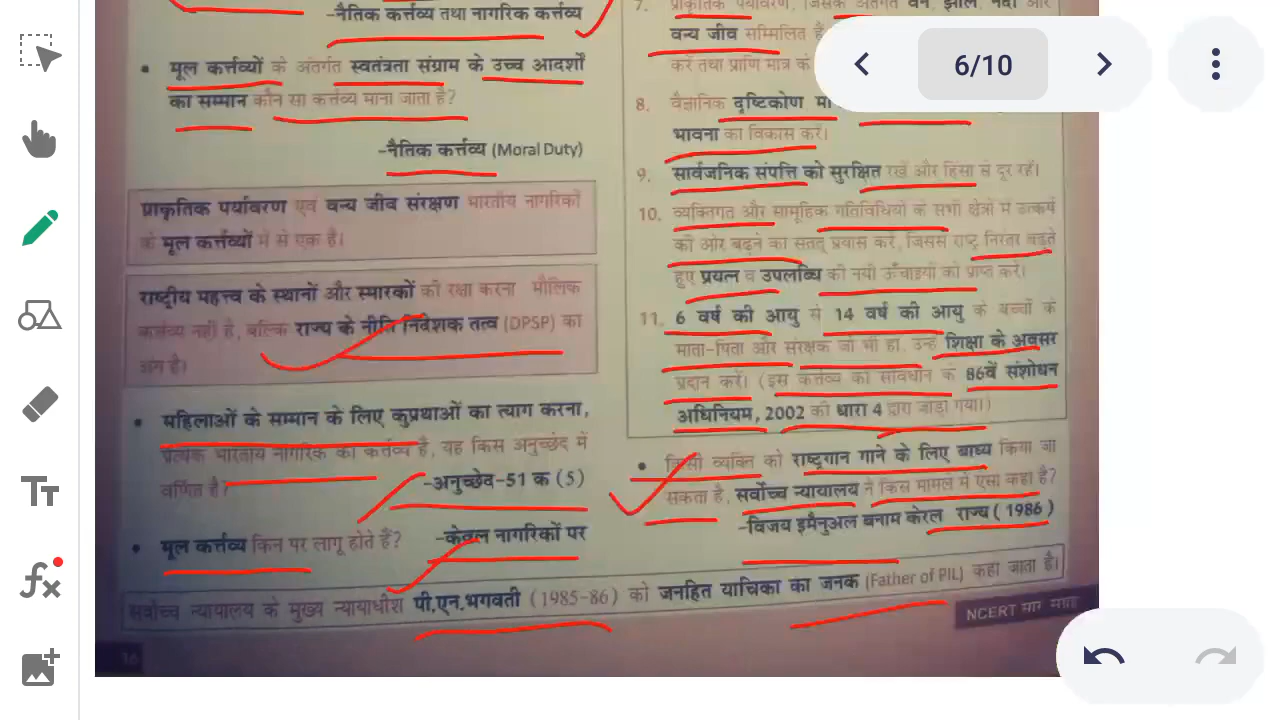 -नैतिक कर्त्तव्य तथा नागरिक कर्त्तव्य
• मूल कर्त्तव्यों के अंतर्गत स्वतंत्रता संग्राम के उच्च आदर्शों
का सम्मान कौन सा कर्त्तव्य माना जाता है?
-नैतिक कर्त्तव्य (Moral Duty)
प्राकृतिक पर्यावरण एवं वन्य जीव संरक्षण भारतीय नागरिकों
के मूल कर्त्तव्यों में से एक है।
राष्ट्रीय महत्त्व के स्थानों और स्मारकों की रक्षा करना मौलिक
कर्त्तव्य नहीं है, बल्कि राज्य के नीति निदेशक तत्व (DPSP) का
अंग है।
• महिलाओं के सम्मान के लिए कुप्रथाओं का त्याग करना,
प्रत्येक भारतीय नागरिक का कर्त्तव्य है, यह किस अनुच्छेद में
वर्णित है?
-अनुच्छेद-51 क (5)
• मूल कर्त्तव्य किन पर लागू होते हैं?
-केवल नागरिकों पर
7. प्राकृतिक पर्यावरण, जिसके अंतर्गत वन, झील, नदी और
वन्य जीव सम्मिलित हैं
करें तथा प्राणि मात्र के
8. वैज्ञानिक दृष्टिकोण
भावना का विकास करें।
9. सार्वजनिक संपत्ति को सुरक्षित रखें और हिंसा से दूर रहें।
10. व्यक्तिगत और सामूहिक गतिविधियों के सभी क्षेत्रों में उत्कर्ष
की ओर बढ़ने का सतत् प्रयास करें, जिससे राष्ट्र निरंतर बढ़ते
हुए प्रयत्न व उपलब्धि की नयी ऊँचाइयों को प्राप्त करें।
11. 6 वर्ष की आयु से 14 वर्ष की आयु के बच्चों के
माता-पिता और संरक्षक जो भी हो, उन्हें शिक्षा के अवसर
प्रदान करें। (इस कर्त्तव्य को संविधान के 86वें संशोधन
अधिनियम, 2002 की धारा 4 द्वारा जोड़ा गया।)
• किसी व्यक्ति को राष्ट्रगान गाने के लिए बाध्य किया जा
सकता है, सर्वोच्च न्यायालय ने किस मामले में ऐसा कहा है?
-विजय इमैनुअल बनाम केरल राज्य (1986)
सर्वोच्च न्यायालय के मुख्य न्यायाधीश पी.एन.भगवती (1985-86) को जनहित याचिका का जनक (Father of PIL) कहा जाता है।
NCERT सार संग्रह
16
6/10
Tт
fx